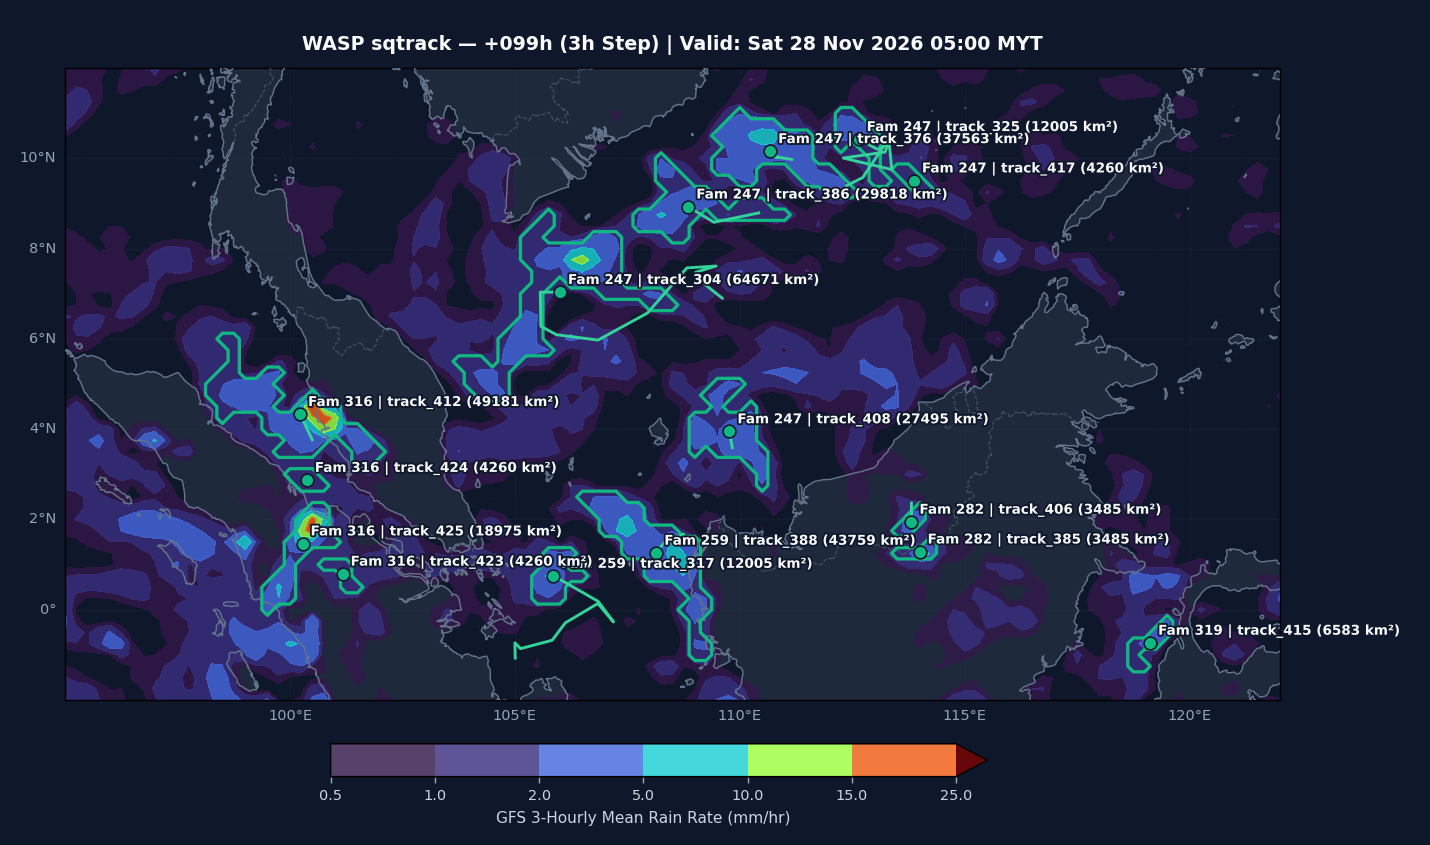 WASP sqtrack — +099h (3h Step) | Valid: Sat 28 Nov 2026 05:00 MYT
Fam 247 | track_325 (12005 km²)
Fam 247 | track_376 (37563 km²)
10°N
Fam 247 | track_417 (4260 km²)
Fam 247 | track_386 (29818 km²)
8°N
Fam 247 | track_304 (64671 km²)
6°N
Fam 316 | track_412 (49181 km²)
Fam 247 | track_408 (27495 km²)
4°N
Fam 316 | track_424 (4260 km²)
2°N
Fam 282 | track_406 (3485 km²)
Fam 316 | track_425 (18975 km²)
Fam 259 | track_388 (43759 km²)
Fam 282 | track_385 (3485 km²)
Fam 316 | track_423 (4260 km²)
259 | track_317 (12005 km²)
0°
Fam 319 | track_415 (6583 km²)
100°E 105°E 110°E 115°E 120°E
0.5 1.0 2.0 5.0 10.0 15.0 25.0
GFS 3-Hourly Mean Rain Rate (mm/hr)